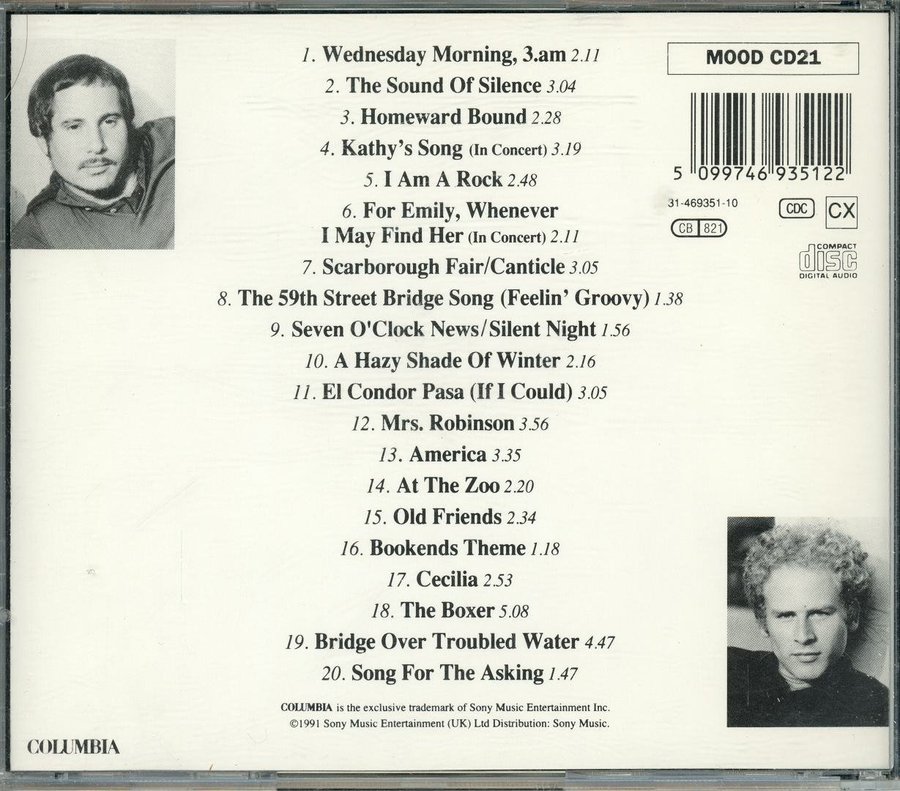 1. Wednesday Morning, 3.am 2.11
2. The Sound Of Silence 3.04
3. Homeward Bound 2.28
4. Kathy's Song (In Concert) 3.19
5. I Am A Rock 2.48
6. For Emily, Whenever
I May Find Her (In Concert) 2.11
7. Scarborough Fair/Canticle 3.05
8. The 59th Street Bridge Song (Feelin' Groovy) 1.38
9. Seven O'Clock News/Silent Night 1.56
10. A Hazy Shade Of Winter 2.16
11. El Condor Pasa (If I Could) 3.05
12. Mrs. Robinson 3.56
13. America 3.35
14. At The Zoo 2.20
15. Old Friends 2.34
16. Bookends Theme 1.18
17. Cecilia 2.53
18. The Boxer 5.08
19. Bridge Over Troubled Water 4.47
20. Song For The Asking 1.47
COLUMBIA is the exclusive trademark of Sony Music Entertainment Inc.
©1991 Sony Music Entertainment (UK) Ltd Distribution: Sony Music.
COLUMBIA
MOOD CD21
5 099746 935122
31-469351-10
CDC CX
CB 821
COMPACT
disc
DIGITAL AUDIO